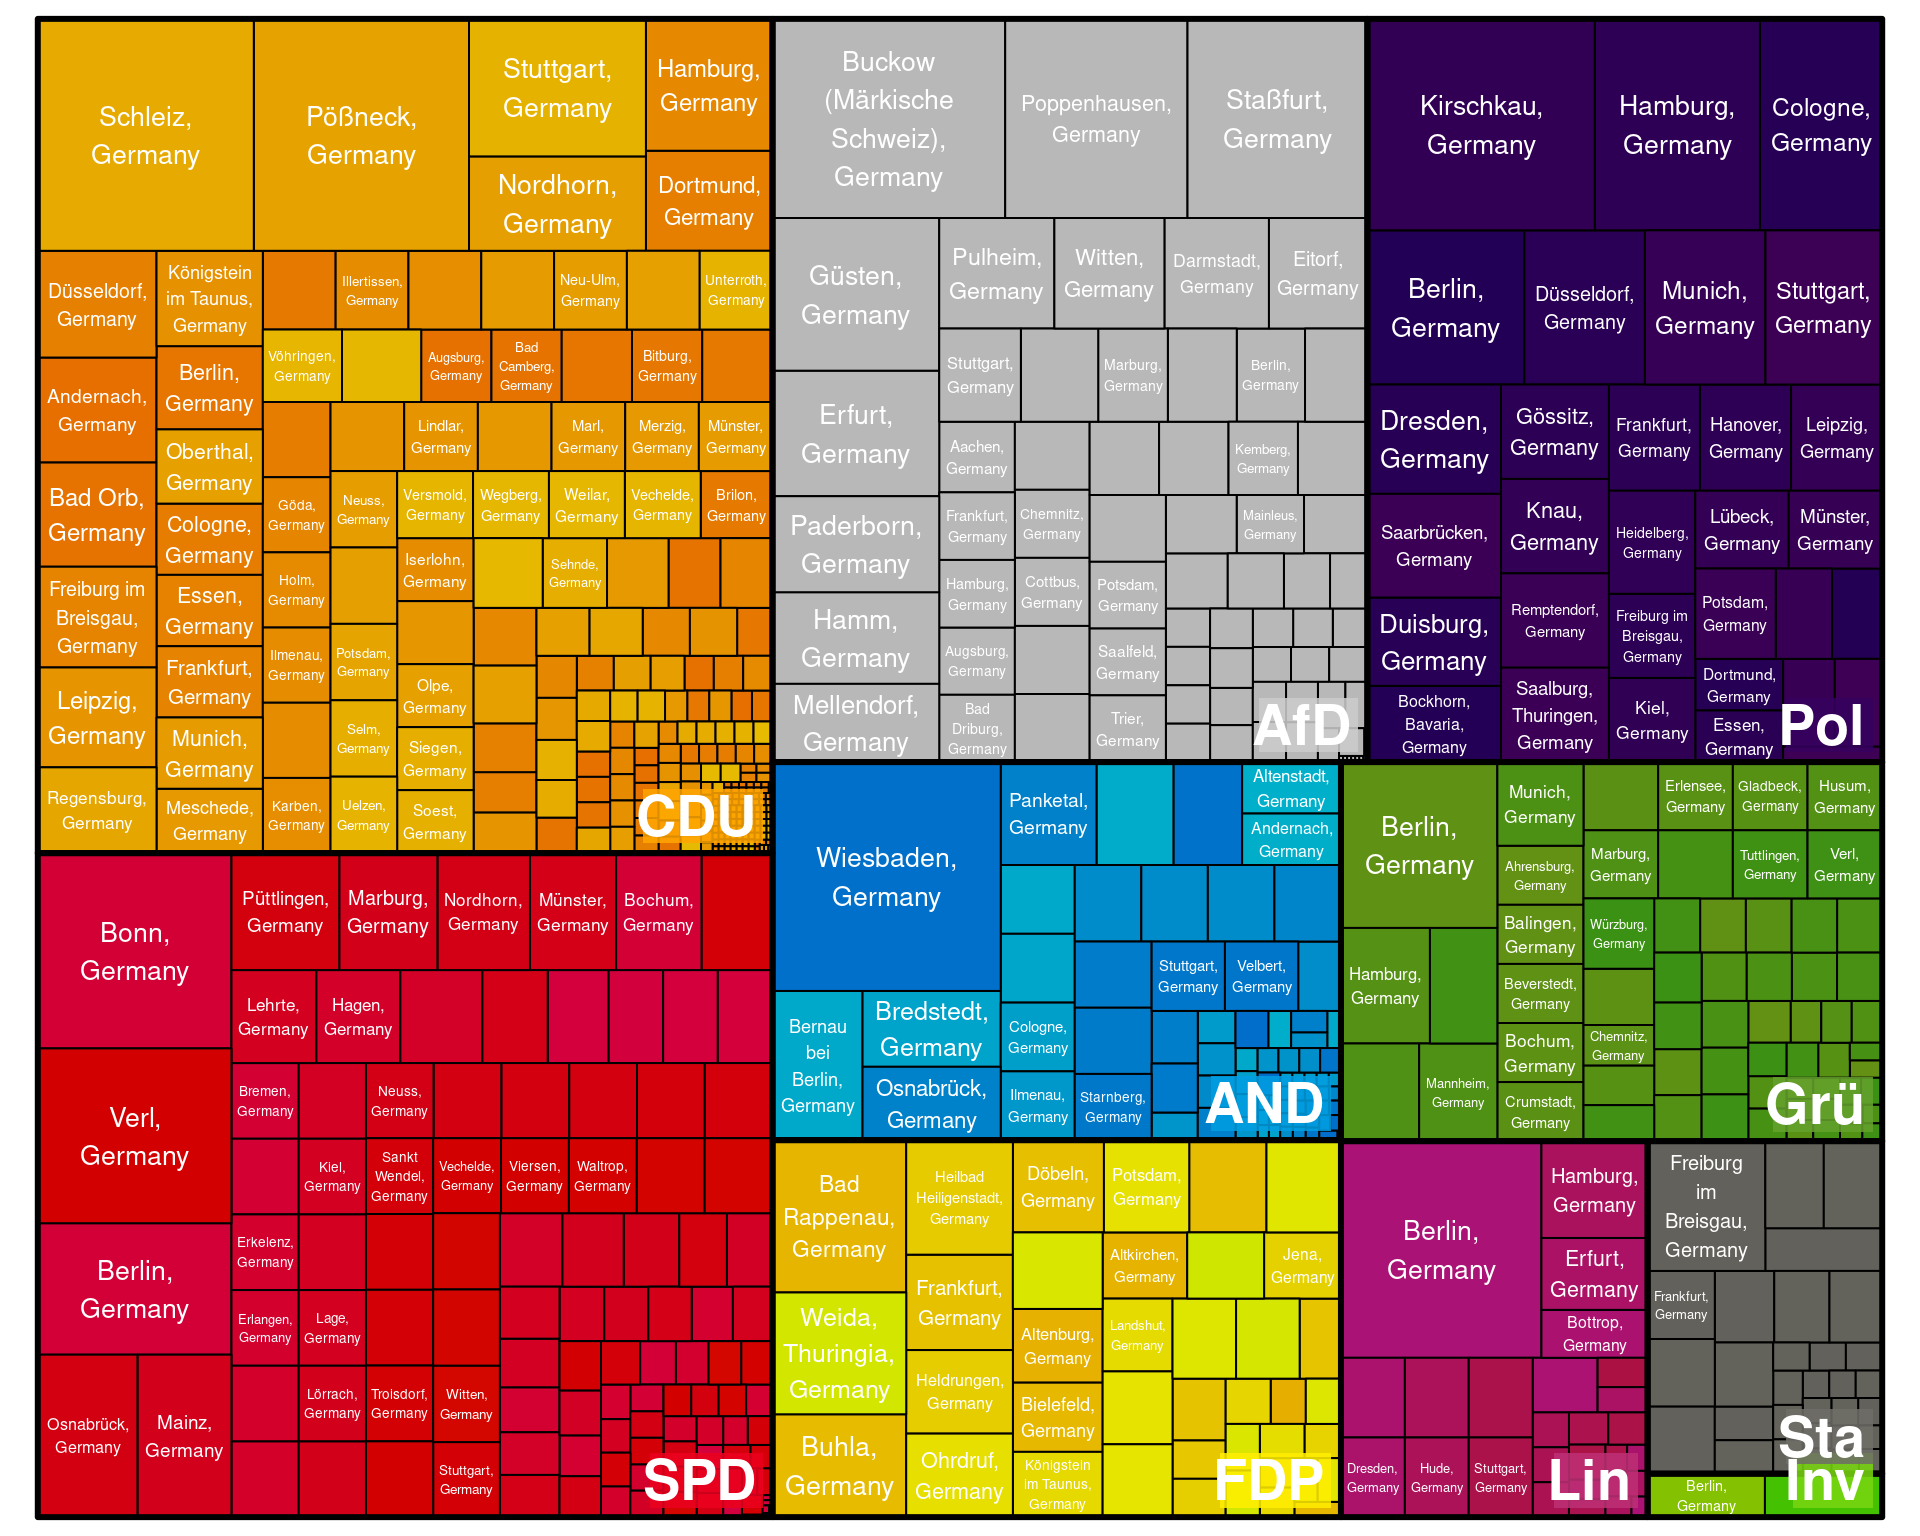 Schleiz,
Germany
Pößneck,
Germany
Stuttgart,
Germany
Hamburg,
Germany
Nordhorn,
Germany
Dortmund,
Germany
Düsseldorf,
Germany
Königstein
im Taunus,
Germany
Illertissen,
Germany
Neu-Ulm,
Germany
Unterroth,
Germany
Vöhringen,
Germany
Augsburg,
Germany
Bad
Camberg,
Germany
Bitburg,
Germany
Andernach,
Germany
Berlin,
Germany
Lindlar,
Germany
Marl,
Germany
Merzig,
Germany
Münster,
Germany
Oberthal,
Germany
Bad Orb,
Germany
Cologne,
Germany
Göda,
Germany
Neuss,
Germany
Versmold,
Germany
Wegberg,
Germany
Weilar,
Germany
Vechelde,
Germany
Brilon,
Germany
Iserlohn,
Germany
Sehnde,
Germany
Freiburg im
Breisgau,
Germany
Essen,
Germany
Holm,
Germany
Frankfurt,
Germany
Ilmenau,
Germany
Potsdam,
Germany
Olpe,
Germany
Leipzig,
Germany
Munich,
Germany
Selm,
Germany
Siegen,
Germany
Regensburg,
Germany
Meschede,
Germany
Karben,
Germany
Uelzen,
Germany
Soest,
Germany
CDU
Buckow
(Märkische
Schweiz),
Germany
Poppenhausen,
Germany
Staßfurt,
Germany
Güsten,
Germany
Pulheim,
Germany
Witten,
Germany
Darmstadt,
Germany
Eitorf,
Germany
Stuttgart,
Germany
Marburg,
Germany
Berlin,
Germany
Erfurt,
Germany
Aachen,
Germany
Kemberg,
Germany
Paderborn,
Germany
Frankfurt,
Germany
Chemnitz,
Germany
Mainleus,
Germany
Hamm,
Germany
Hamburg,
Germany
Cottbus,
Germany
Potsdam,
Germany
Augsburg,
Germany
Saalfeld,
Germany
Mellendorf,
Germany
Bad
Driburg,
Germany
Trier,
Germany
AfD
Kirschkau,
Germany
Hamburg,
Germany
Cologne,
Germany
Berlin,
Germany
Düsseldorf,
Germany
Munich,
Germany
Stuttgart,
Germany
Dresden,
Germany
Gössitz,
Germany
Frankfurt,
Germany
Hanover,
Germany
Leipzig,
Germany
Saarbrücken,
Germany
Knau,
Germany
Heidelberg,
Germany
Lübeck,
Germany
Münster,
Germany
Duisburg,
Germany
Remptendorf,
Germany
Freiburg im
Breisgau,
Germany
Potsdam,
Germany
Bockhorn,
Bavaria,
Germany
Saalburg,
Thuringen,
Germany
Kiel,
Germany
Dortmund,
Germany
Essen,
Germany
Pol
Bonn,
Germany
Püttlingen,
Germany
Marburg,
Germany
Nordhorn,
Germany
Münster,
Germany
Bochum,
Germany
Lehrte,
Germany
Hagen,
Germany
Verl,
Germany
Bremen,
Germany
Neuss,
Germany
Kiel,
Germany
Sankt
Wendel,
Germany
Vechelde,
Germany
Viersen,
Germany
Waltrop,
Germany
Berlin,
Germany
Erkelenz,
Germany
Erlangen,
Germany
Lage,
Germany
Osnabrück,
Germany
Mainz,
Germany
Lörrach,
Germany
Troisdorf,
Germany
Witten,
Germany
Stuttgart,
Germany
SPD
Wiesbaden,
Germany
Panketal,
Germany
Altenstadt,
Germany
Andernach,
Germany
Stuttgart,
Germany
Velbert,
Germany
Bernau
bei
Berlin,
Germany
Bredstedt,
Germany
Cologne,
Germany
Osnabrück,
Germany
Ilmenau,
Germany
Starnberg,
Germany
AND
Berlin,
Germany
Munich,
Germany
Erlensee,
Germany
Gladbeck,
Germany
Husum,
Germany
Ahrensburg,
Germany
Marburg,
Germany
Tuttlingen,
Germany
Verl,
Germany
Balingen,
Germany
Würzburg,
Germany
Hamburg,
Germany
Beverstedt,
Germany
Bochum,
Germany
Chemnitz,
Germany
Mannheim,
Germany
Crumstadt,
Germany
Grü
Bad
Rappenau,
Germany
Heilbad
Heiligenstadt,
Germany
Döbeln,
Germany
Potsdam,
Germany
Frankfurt,
Germany
Altkirchen,
Germany
Jena,
Germany
Weida,
Thuringia,
Germany
Altenburg,
Germany
Landshut,
Germany
Heldrungen,
Germany
Bielefeld,
Germany
Buhla,
Germany
Ohrdruf,
Germany
Königstein
im Taunus,
Germany
FDP
Berlin,
Germany
Hamburg,
Germany
Erfurt,
Germany
Bottrop,
Germany
Dresden,
Germany
Hude,
Germany
Stuttgart,
Germany
Lin
Freiburg
im
Breisgau,
Germany
Frankfurt,
Germany
Sta
Berlin,
Germany
Inv